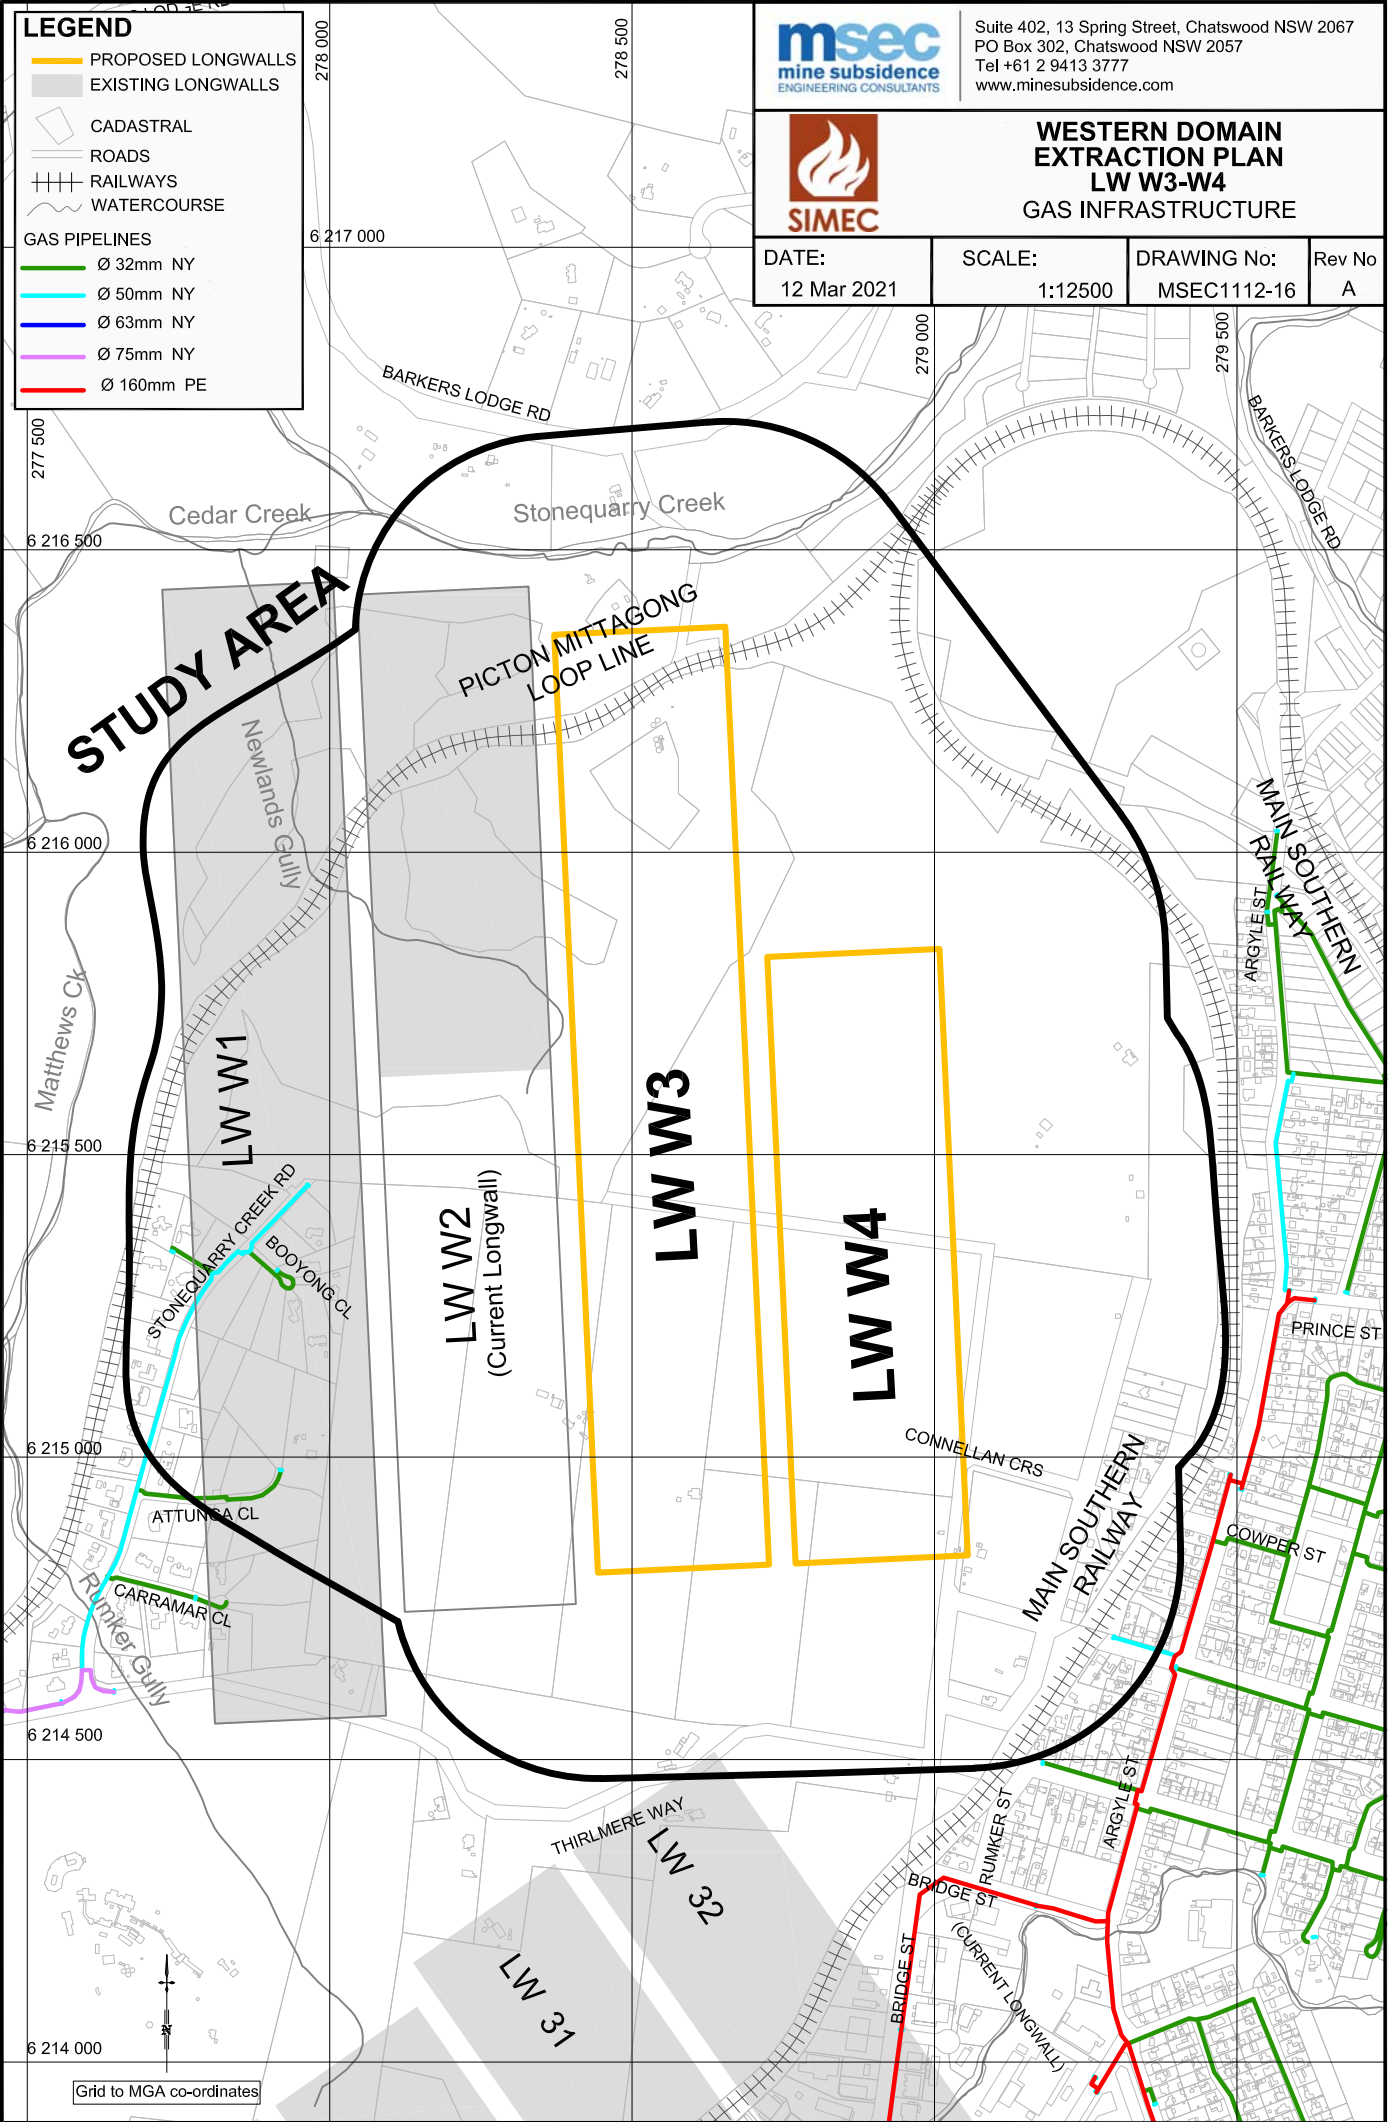 LEGEND
PROPOSED LONGWALLS
EXISTING LONGWALLS
CADASTRAL
ROADS
RAILWAYS
WATERCOURSE
GAS PIPELINES
Ø 32mm NY
Ø 50mm NY
Ø 63mm NY
Ø 75mm NY
Ø 160mm PE
msec
mine subsidence
ENGINEERING CONSULTANTS
Suite 402, 13 Spring Street, Chatswood NSW 2067
PO Box 302, Chatswood NSW 2057
Tel +61 2 9413 3777
www.minesubsidence.com
SIMEC
WESTERN DOMAIN
EXTRACTION PLAN
LW W3-W4
GAS INFRASTRUCTURE
DATE:
12 Mar 2021
SCALE:
1:12500
DRAWING No:
MSEC1112-16
Rev No
A
278 000
278 500
6 217 000
279 000
279 500
277 500
BARKERS LODGE RD
BARKERS LODGE RD
Cedar Creek
Stonequarry Creek
6 216 500
STUDY AREA
PICTON MITTAGONG
LOOP LINE
Newlands Gully
6 216 000
MAIN SOUTHERN
RAILWAY
ARGYLE ST
Matthews Ck
LW W1
LW W3
6 215 500
STONEQUARRY CREEK RD
BOOYONG CL
LW W2
(Current Longwall)
LW W4
PRINCE ST
6 215 000
CONNELLAN CRS
MAIN SOUTHERN
RAILWAY
ATTUNGA CL
COWPER ST
CARRAMAR CL
Rumker Gully
6 214 500
THIRLMERE WAY
LW 32
RUMKER ST
ARGYLE ST
BRIDGE ST
BRIDGE ST
(CURRENT LONGWALL)
LW 31
N
6 214 000
Grid to MGA co-ordinates